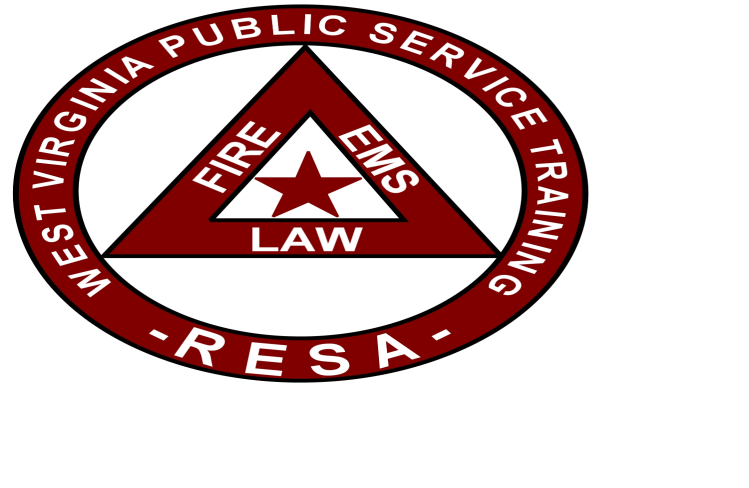 WEST VIRGINIA PUBLIC SERVICE TRAINING
FIRE
EMS
LAW
-RESA-